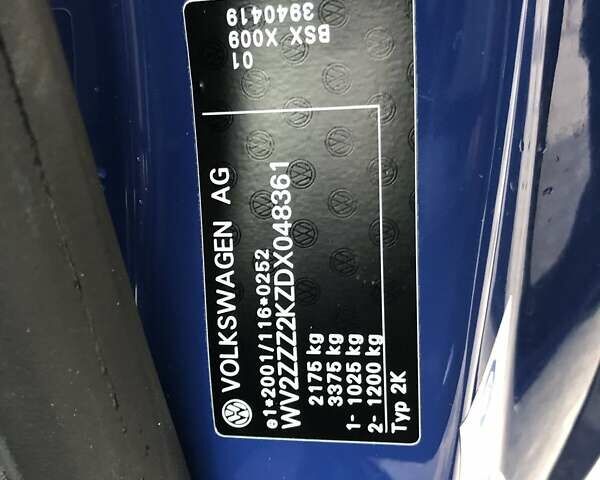 VOLKSWAGEN AG
e1*2001/116*0252
WV2ZZZ2KZDX048361
2175 kg
3375 kg
1- 1025 kg
2- 1200 kg
Typ 2K
01
BSX X009
3940419